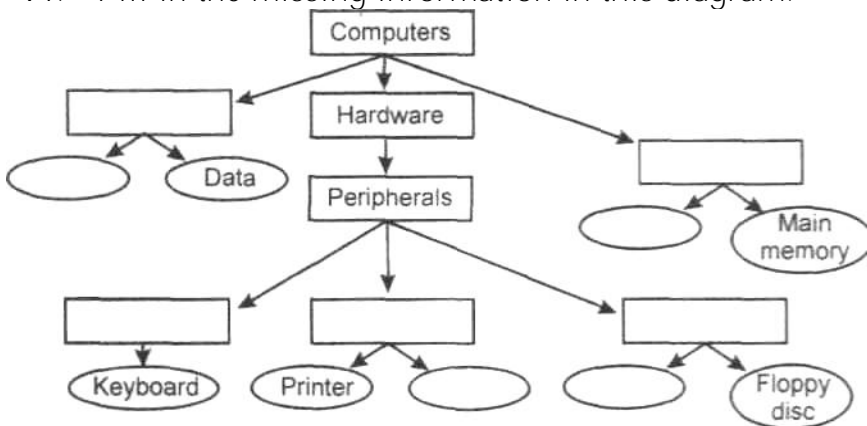 Fill in the missing information in this diagram.
Computers
Hardware
Data
Peripherals
Main
memory
Keyboard
Printer
Floppy
disc